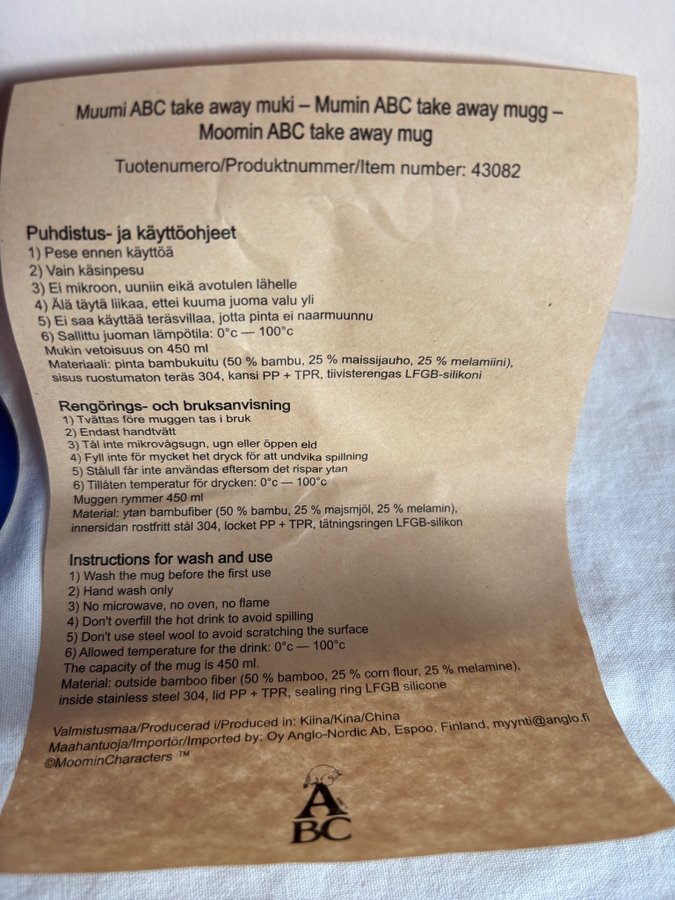 Muumi ABC take away muki – Mumin ABC take away mugg –
Moomin ABC take away mug
Tuotenumero/Produktnummer/Item number: 43082
Puhdistus- ja käyttöohjeet
1) Pese ennen käyttöä
2) Vain käsinpesu
3) Ei mikroon, uuniin eikä avotulen lähelle
4) Älä täytä liikaa, ettei kuuma juoma valu yli
5) Ei saa käyttää teräsvillaa, jotta pinta ei naarmuunnu
6) Sallittu juoman lämpötila: 0°c — 100°c
Mukin vetoisuus on 450 ml
Materiaali: pinta bambukuitu (50 % bambu, 25 % maissijauho, 25 % melamiini),
sisus ruostumaton teräs 304, kansi PP + TPR, tiivisterengas LFGB-silikoni
Rengörings- och bruksanvisning
1) Tvättas före muggen tas i bruk
2) Endast handtvätt
3) Tål inte mikrovågsugn, ugn eller öppen eld
4) Fyll inte för mycket het dryck för att undvika spillning
5) Stålull får inte användas eftersom det rispar ytan
6) Tillåten temperatur för drycken: 0°c — 100°c
Muggen rymmer 450 ml
Material: ytan bambufiber (50 % bambu, 25 % majsmjöl, 25 % melamin),
innersidan rostfritt stål 304, locket PP + TPR, tätningsringen LFGB-silikon
Instructions for wash and use
1) Wash the mug before the first use
2) Hand wash only
3) No microwave, no oven, no flame
4) Don't overfill the hot drink to avoid spilling
5) Don't use steel wool to avoid scratching the surface
6) Allowed temperature for the drink: 0°c — 100°c
The capacity of the mug is 450 ml.
Material: outside bamboo fiber (50 % bamboo, 25 % corn flour, 25 % melamine),
inside stainless steel 304, lid PP + TPR, sealing ring LFGB silicone
Valmistusmaa/Producerad i/Produced in: Kiina/Kina/China
Maahantuoja/Importör/Imported by: Oy Anglo-Nordic Ab, Espoo, Finland, myynti@anglo.fi
©MoominCharacters ™
ABC